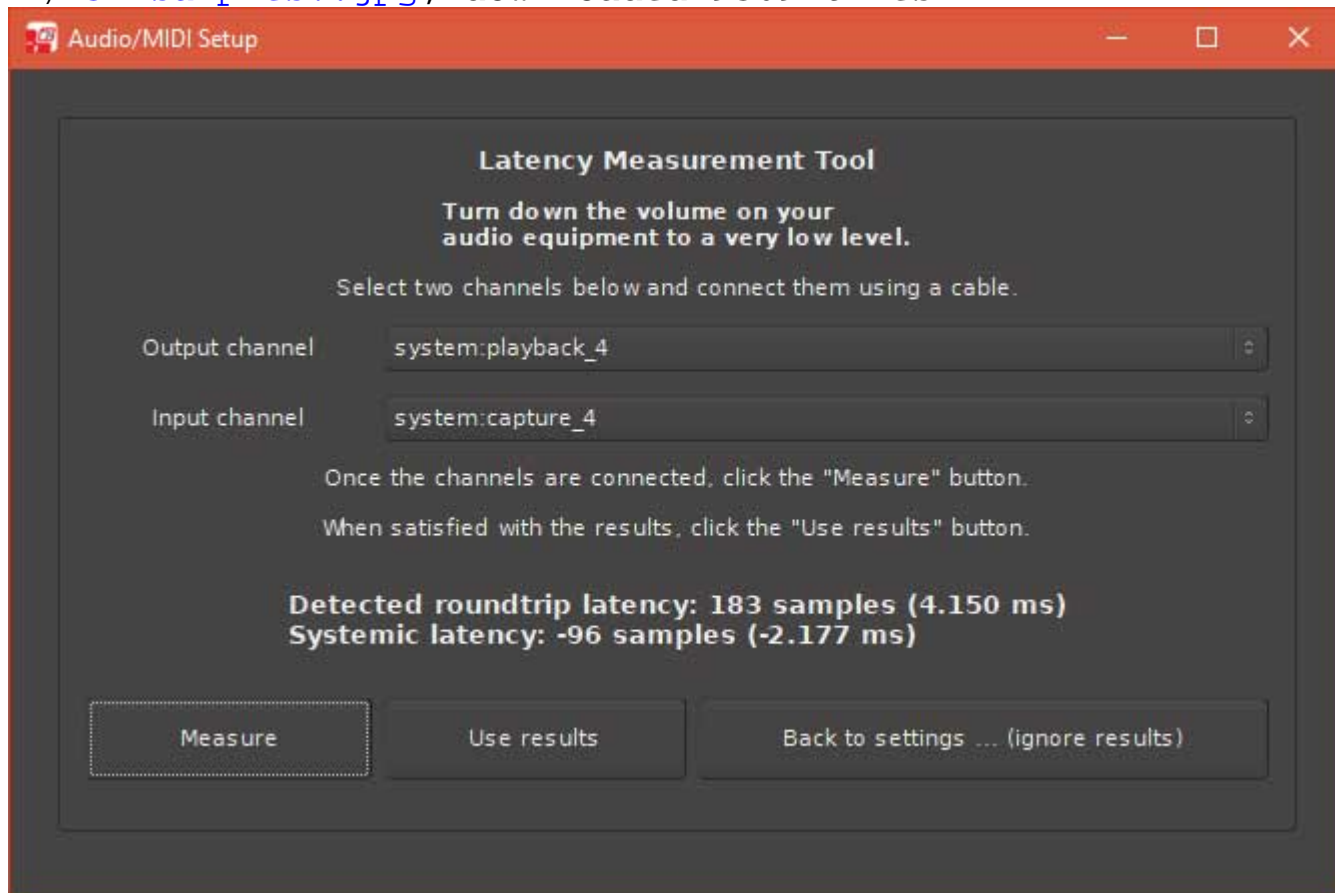 Audio/MIDI Setup
Latency Measurement Tool
Turn down the volume on your
audio equipment to a very low level.
Select two channels below and connect them using a cable.
Output channel system:playback_4
Input channel system:capture_4
Once the channels are connected, click the "Measure" button.
When satisfied with the results, click the "Use results" button.
Detected roundtrip latency: 183 samples (4.150 ms)
Systemic latency: -96 samples (-2.177 ms)
Measure Use results Back to settings ... (ignore results)